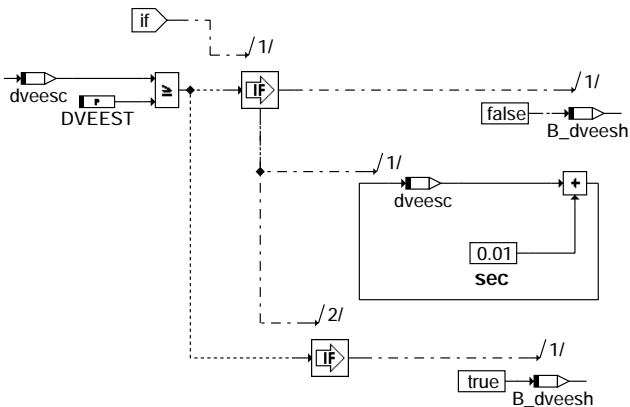 if
/1/
dveesc
P
DVEEST
≥
IF
/1/
false
B_dveesh
/1/
dveesc
+
0.01
sec
/2/
IF
/1/
true
B_dveesh